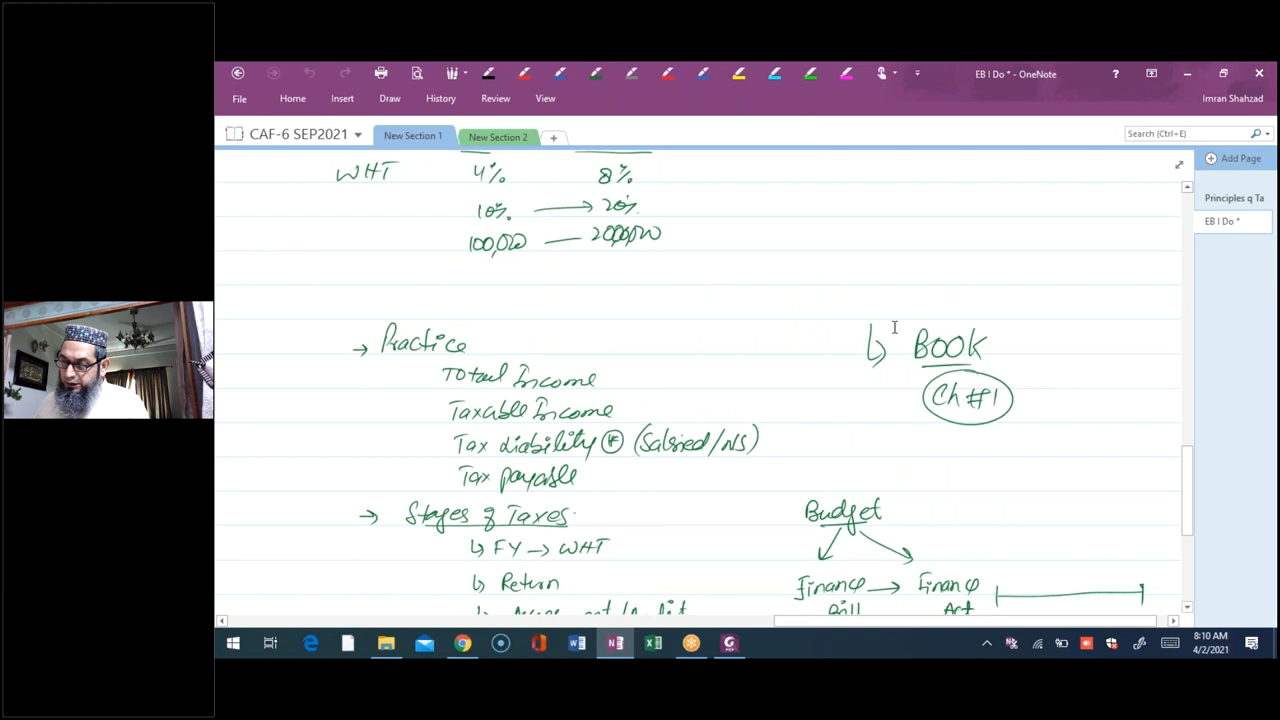 EB I Do * - OneNote
File Home Insert Draw History Review View
Imran Shahzad
CAF-6 SEP2021
New Section 1
New Section 2
Search (Ctrl+E)
Add Page
Principles q Ta
EB I Do *
WHT 4% 8%
10% → 20%
100,000 — 200,000
→ Practice
Total Income
Taxable Income
Tax liability (Salaried/NS)
Tax payable
→ Stages of Taxes
↳ FY → WHT
↳ Return
↳ BOOK
Ch #1
Budget
Finance → Finance
Bill Act
8:10 AM
4/2/2021